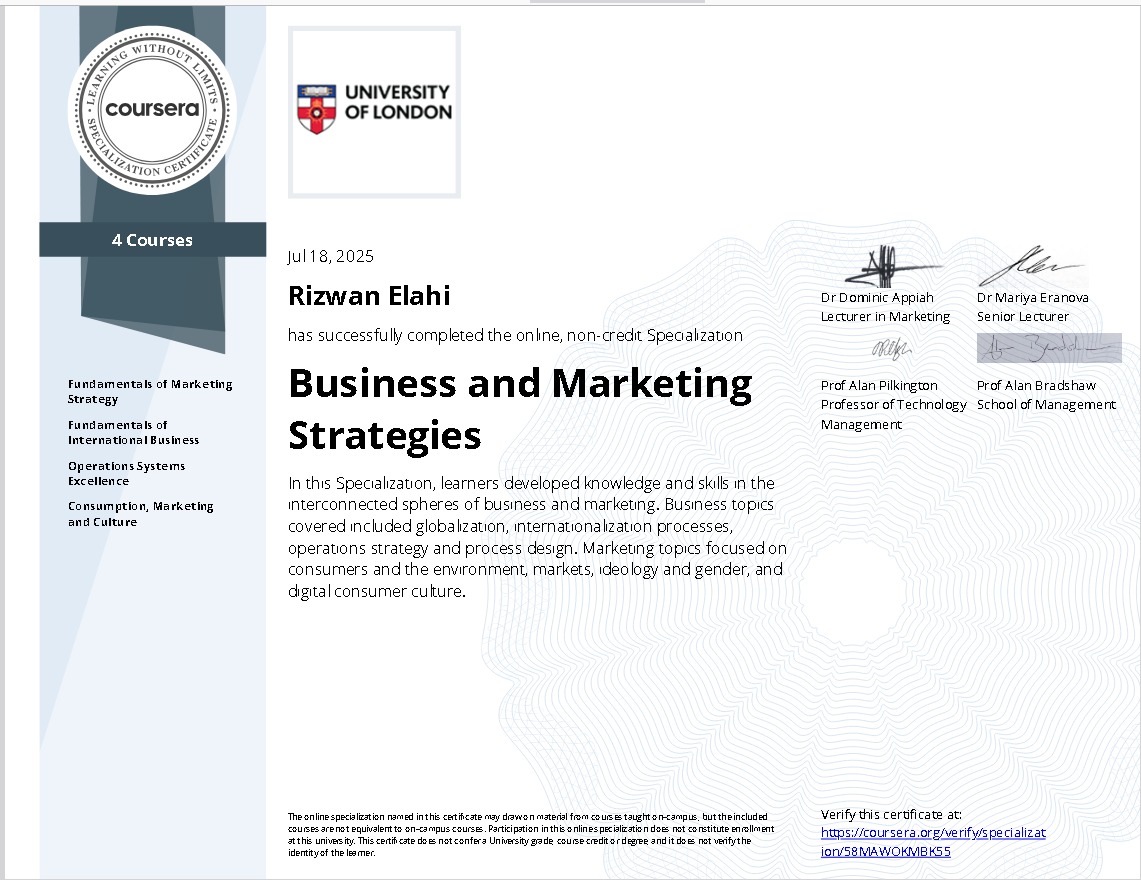 LEARNING WITHOUT LIMITS
coursera
SPECIALIZATION CERTIFICATE
4 Courses
Fundamentals of Marketing
Strategy
Fundamentals of
International Business
Operations Systems
Excellence
Consumption, Marketing
and Culture
UNIVERSITY
OF LONDON
Jul 18, 2025
Rizwan Elahi
has successfully completed the online, non-credit Specialization
Business and Marketing
Strategies
In this Specialization, learners developed knowledge and skills in the
interconnected spheres of business and marketing. Business topics
covered included globalization, internationalization processes,
operations strategy and process design. Marketing topics focused on
consumers and the environment, markets, ideology and gender, and
digital consumer culture.
Dr Dominic Appiah
Lecturer in Marketing
Dr Mariya Eranova
Senior Lecturer
Prof Alan Pilkington
Professor of Technology
Management
Prof Alan Bradshaw
School of Management
The online specialization named in this certificate may draw on material from courses taught on-campus, but the included
courses are not equivalent to on-campus courses. Participation in this online specialization does not constitute enrollment
at this university. This certificate does not confer a University grade, course credit or degree, and it does not verify the
identity of the learner.
Verify this certificate at:
https://coursera.org/verify/specializat
ion/58MAWOKMBK55